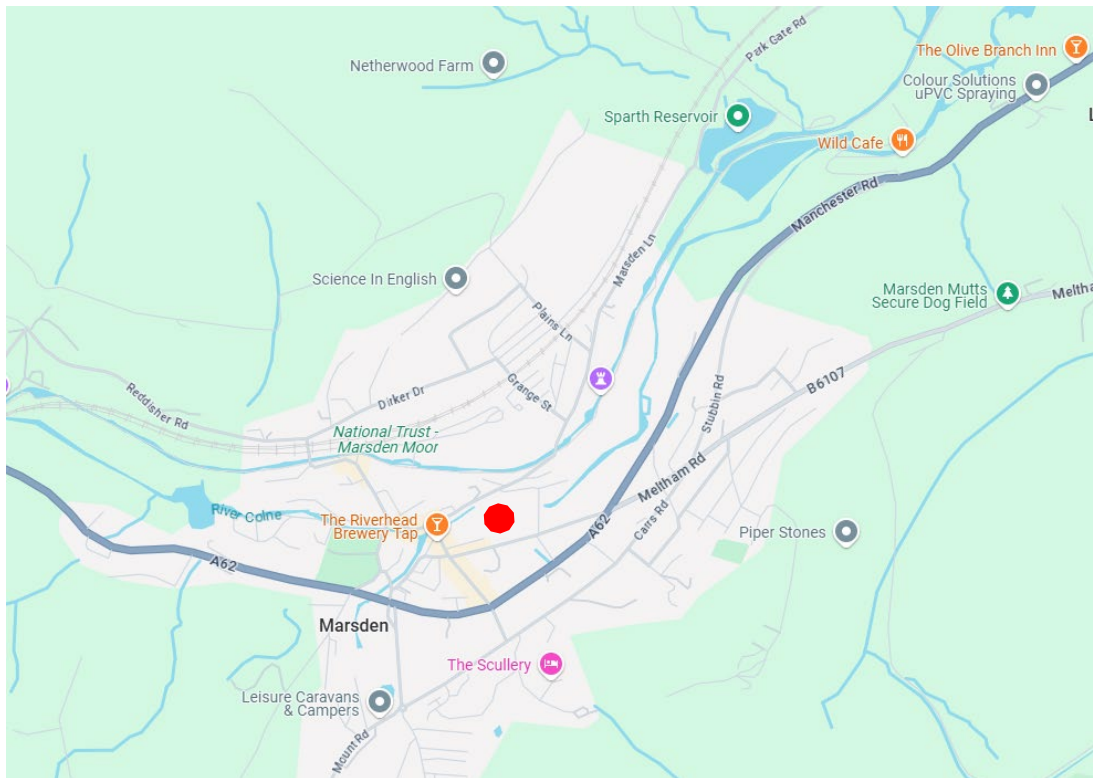 Park Gate Rd
The Olive Branch Inn
Netherwood Farm
Colour Solutions
uPVC Spraying
L
Sparth Reservoir
Wild Cafe
Manchester Rd
Marsden Ln
Science In English
Marsden Mutts
Secure Dog Field
Meltha
Plains Ln
B6107
Grange St
Dirker Dr
Stubbin Rd
Reddisher Rd
National Trust -
Marsden Moor
Meltham Rd
River Colne
The Riverhead
Brewery Tap
A62
Carrs Rd
Piper Stones
A62
Marsden
The Scullery
Leisure Caravans
& Campers
Mount Rd